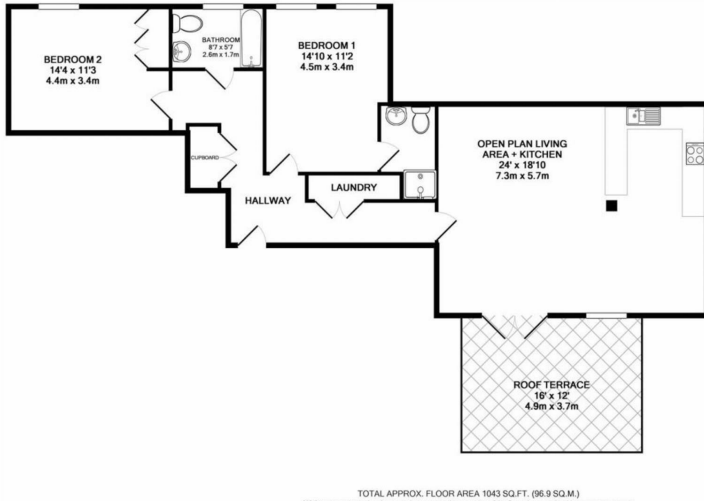 BATHROOM
8'7 x 5'7
2.6m x 1.7m
BEDROOM 2
14'4 x 11'3
4.4m x 3.4m
BEDROOM 1
14'10 x 11'2
4.5m x 3.4m
OPEN PLAN LIVING
AREA + KITCHEN
24' x 18'10
7.3m x 5.7m
CUPBOARD
LAUNDRY
HALLWAY
ROOF TERRACE
16' x 12'
4.9m x 3.7m
TOTAL APPROX. FLOOR AREA 1043 SQ.FT. (96.9 SQ.M.)